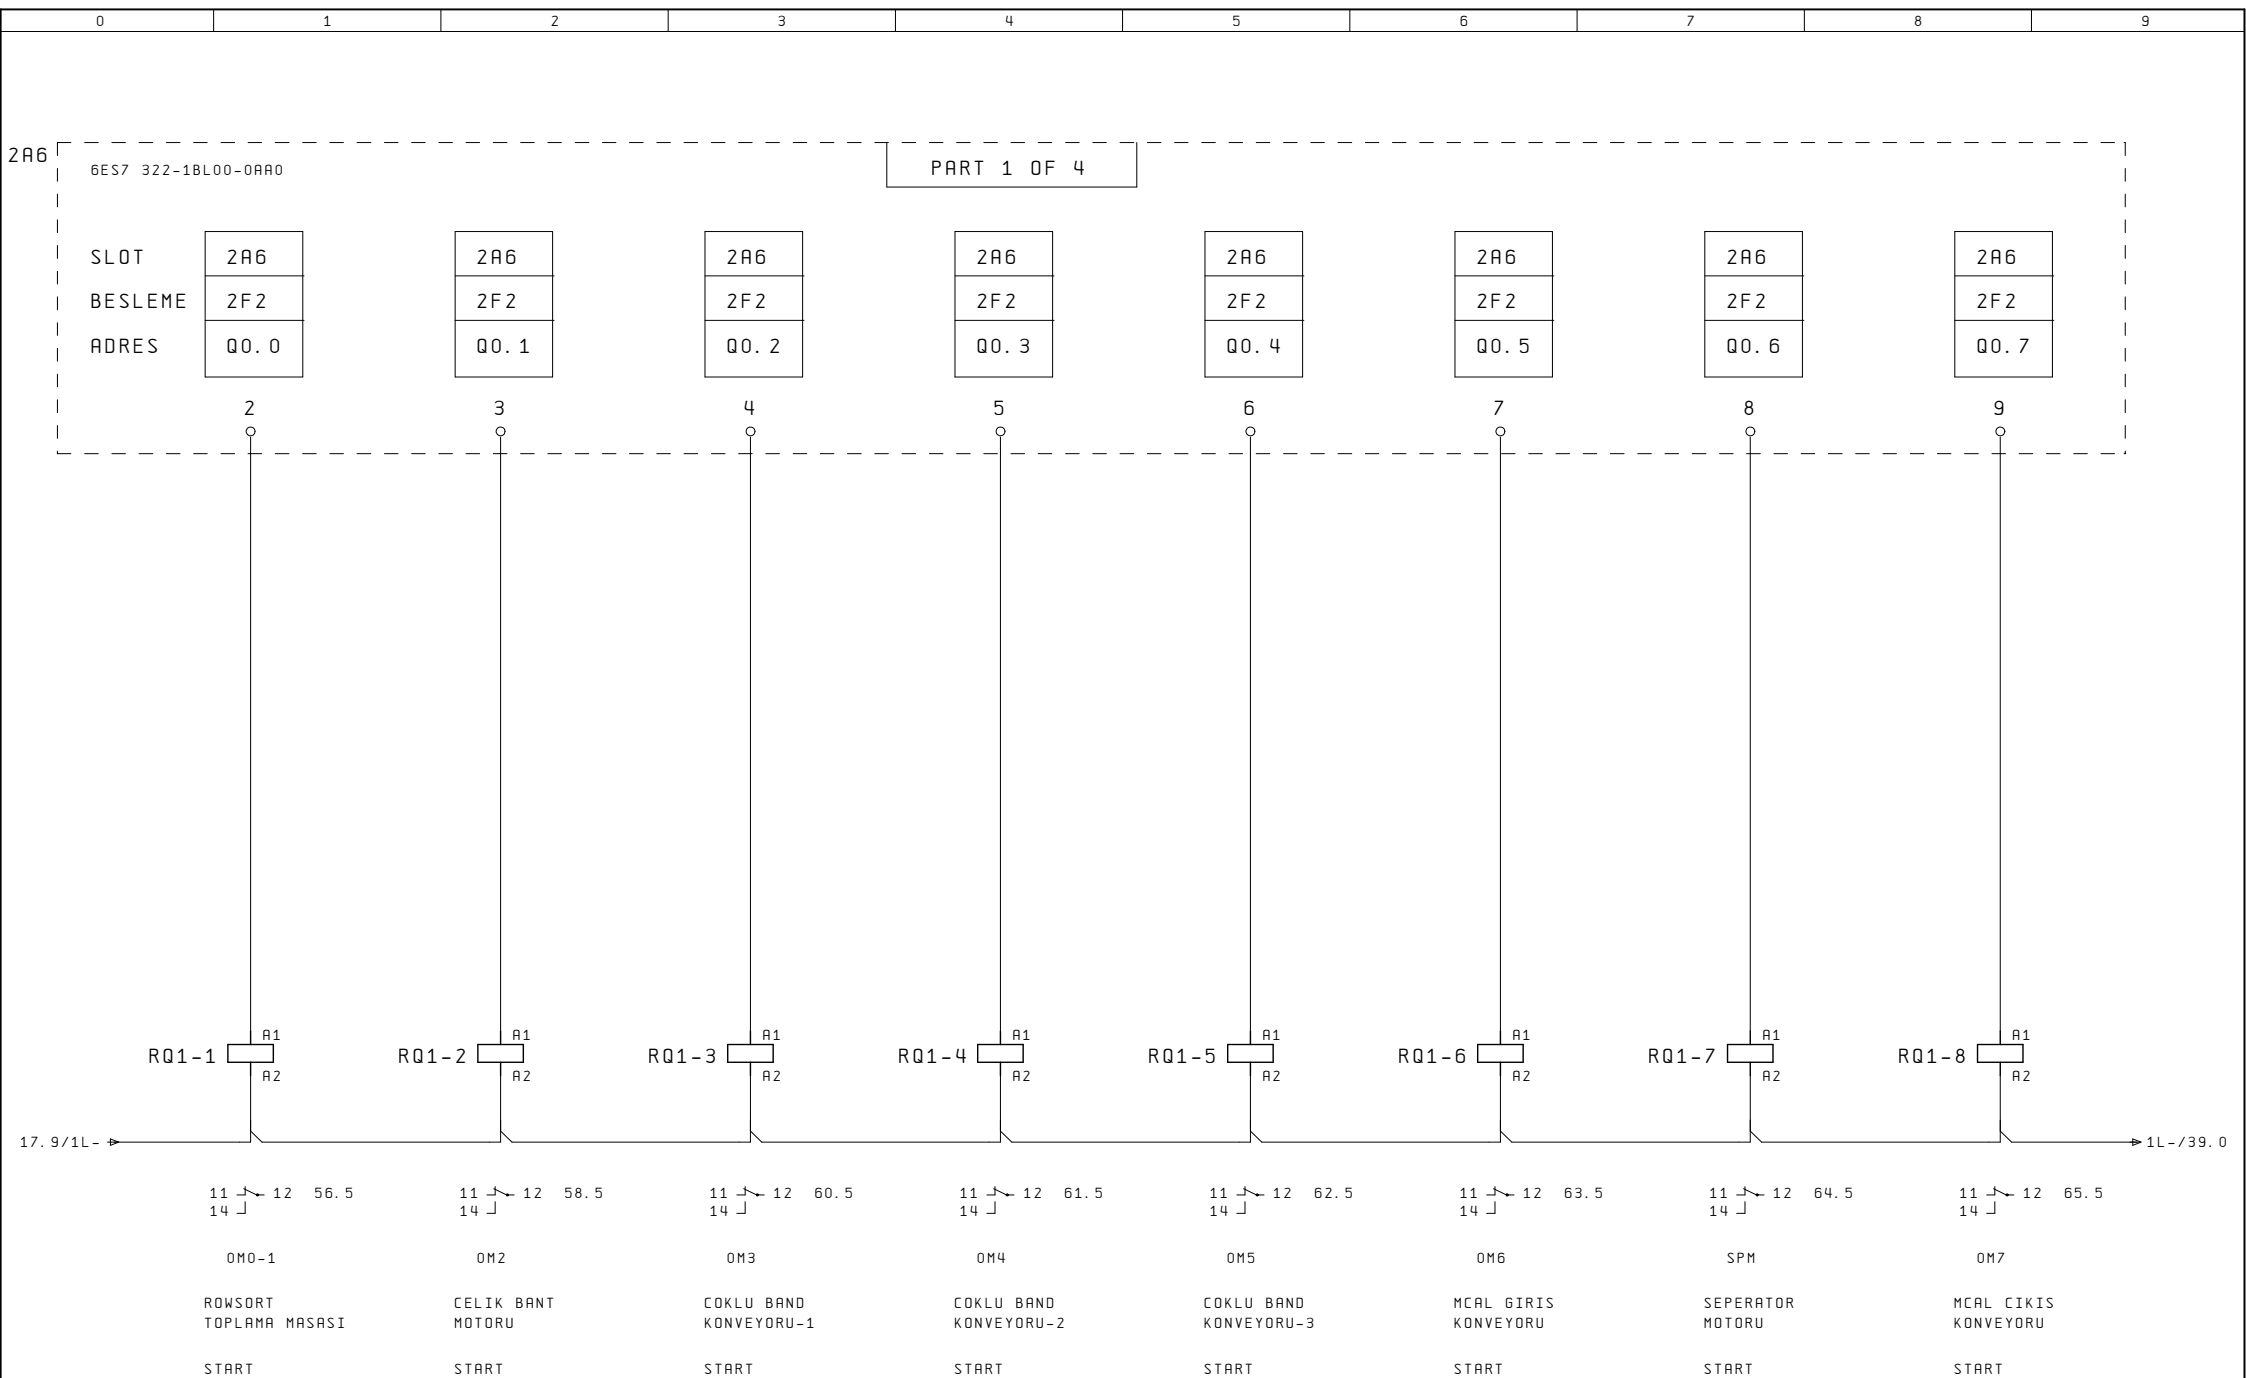 0 1 2 3 4 5 6 7 8 9
2A6
6ES7 322-1BL00-0AA0
PART 1 OF 4
SLOT 2A6 2A6 2A6 2A6 2A6 2A6 2A6 2A6
BESLEME 2F2 2F2 2F2 2F2 2F2 2F2 2F2 2F2
ADRES Q0.0 Q0.1 Q0.2 Q0.3 Q0.4 Q0.5 Q0.6 Q0.7
2 3 4 5 6 7 8 9
A1 A1 A1 A1 A1 A1 A1 A1
RQ1-1 RQ1-2 RQ1-3 RQ1-4 RQ1-5 RQ1-6 RQ1-7 RQ1-8
A2 A2 A2 A2 A2 A2 A2 A2
17.9/1L- 1L-/39.0
11 12 56.5 11 12 58.5 11 12 60.5 11 12 61.5 11 12 62.5 11 12 63.5 11 12 64.5 11 12 65.5
14 14 14 14 14 14 14 14
0M0-1 0M2 0M3 0M4 0M5 0M6 SPM 0M7
ROWSORT CELIK BANT COKLU BAND COKLU BAND COKLU BAND MCAL GIRIS SEPERATOR MCAL CIKIS
TOPLAMA MASASI MOTORU KONVEYORU-1 KONVEYORU-2 KONVEYORU-3 KONVEYORU MOTORU KONVEYORU
START START START START START START START START